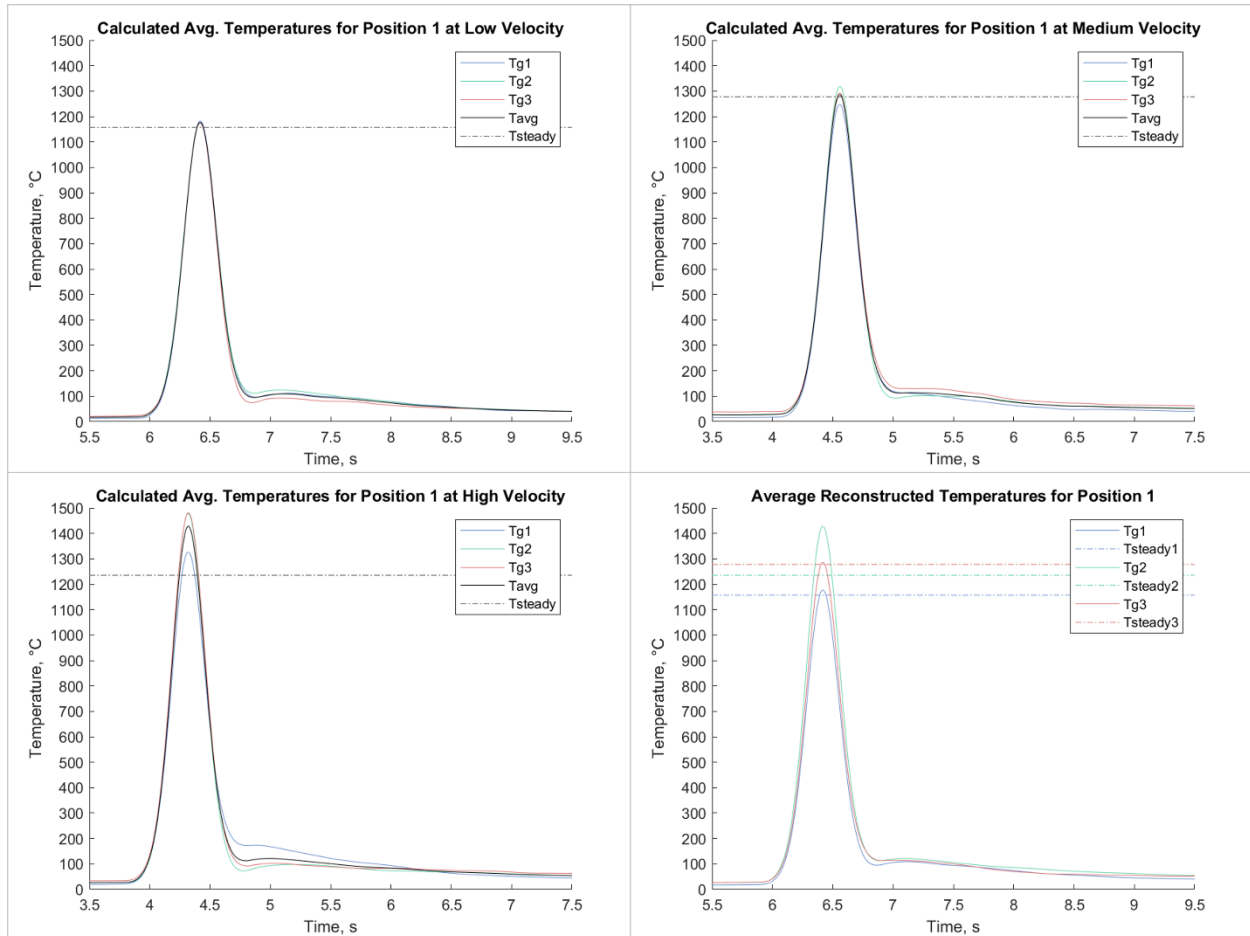 Calculated Avg. Temperatures for Position 1 at Low Velocity
1500
1400
1300
1200
1100
1000
900
800
700
600
500
400
300
200
100
0
Temperature, °C
5.5 6 6.5 7 7.5 8 8.5 9 9.5
Time, s
Tg1
Tg2
Tg3
Tavg
Tsteady
Calculated Avg. Temperatures for Position 1 at Medium Velocity
1500
1400
1300
1200
1100
1000
900
800
700
600
500
400
300
200
100
0
Temperature, °C
3.5 4 4.5 5 5.5 6 6.5 7 7.5
Time, s
Tg1
Tg2
Tg3
Tavg
Tsteady
Calculated Avg. Temperatures for Position 1 at High Velocity
1500
1400
1300
1200
1100
1000
900
800
700
600
500
400
300
200
100
0
Temperature, °C
3.5 4 4.5 5 5.5 6 6.5 7 7.5
Time, s
Tg1
Tg2
Tg3
Tavg
Tsteady
Average Reconstructed Temperatures for Position 1
1500
1400
1300
1200
1100
1000
900
800
700
600
500
400
300
200
100
0
Temperature, °C
5.5 6 6.5 7 7.5 8 8.5 9 9.5
Time, s
Tg1
Tsteady1
Tg2
Tsteady2
Tg3
Tsteady3